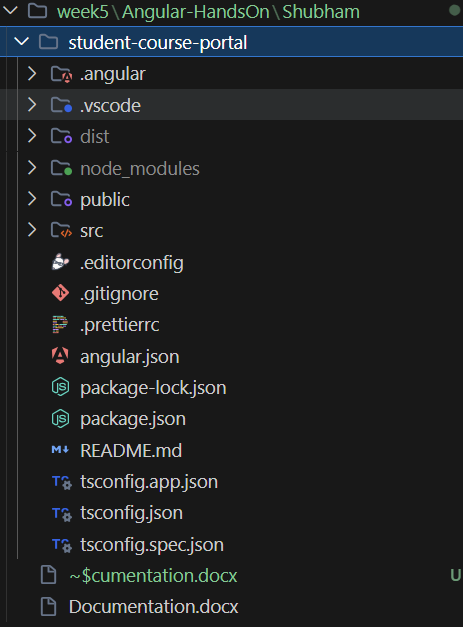 week5\Angular-HandsOn\Shubham
student-course-portal
.angular
.vscode
dist
node_modules
public
src
.editorconfig
.gitignore
.prettierrc
angular.json
package-lock.json
package.json
README.md
tsconfig.app.json
tsconfig.json
tsconfig.spec.json
~$cumentation.docx U
Documentation.docx